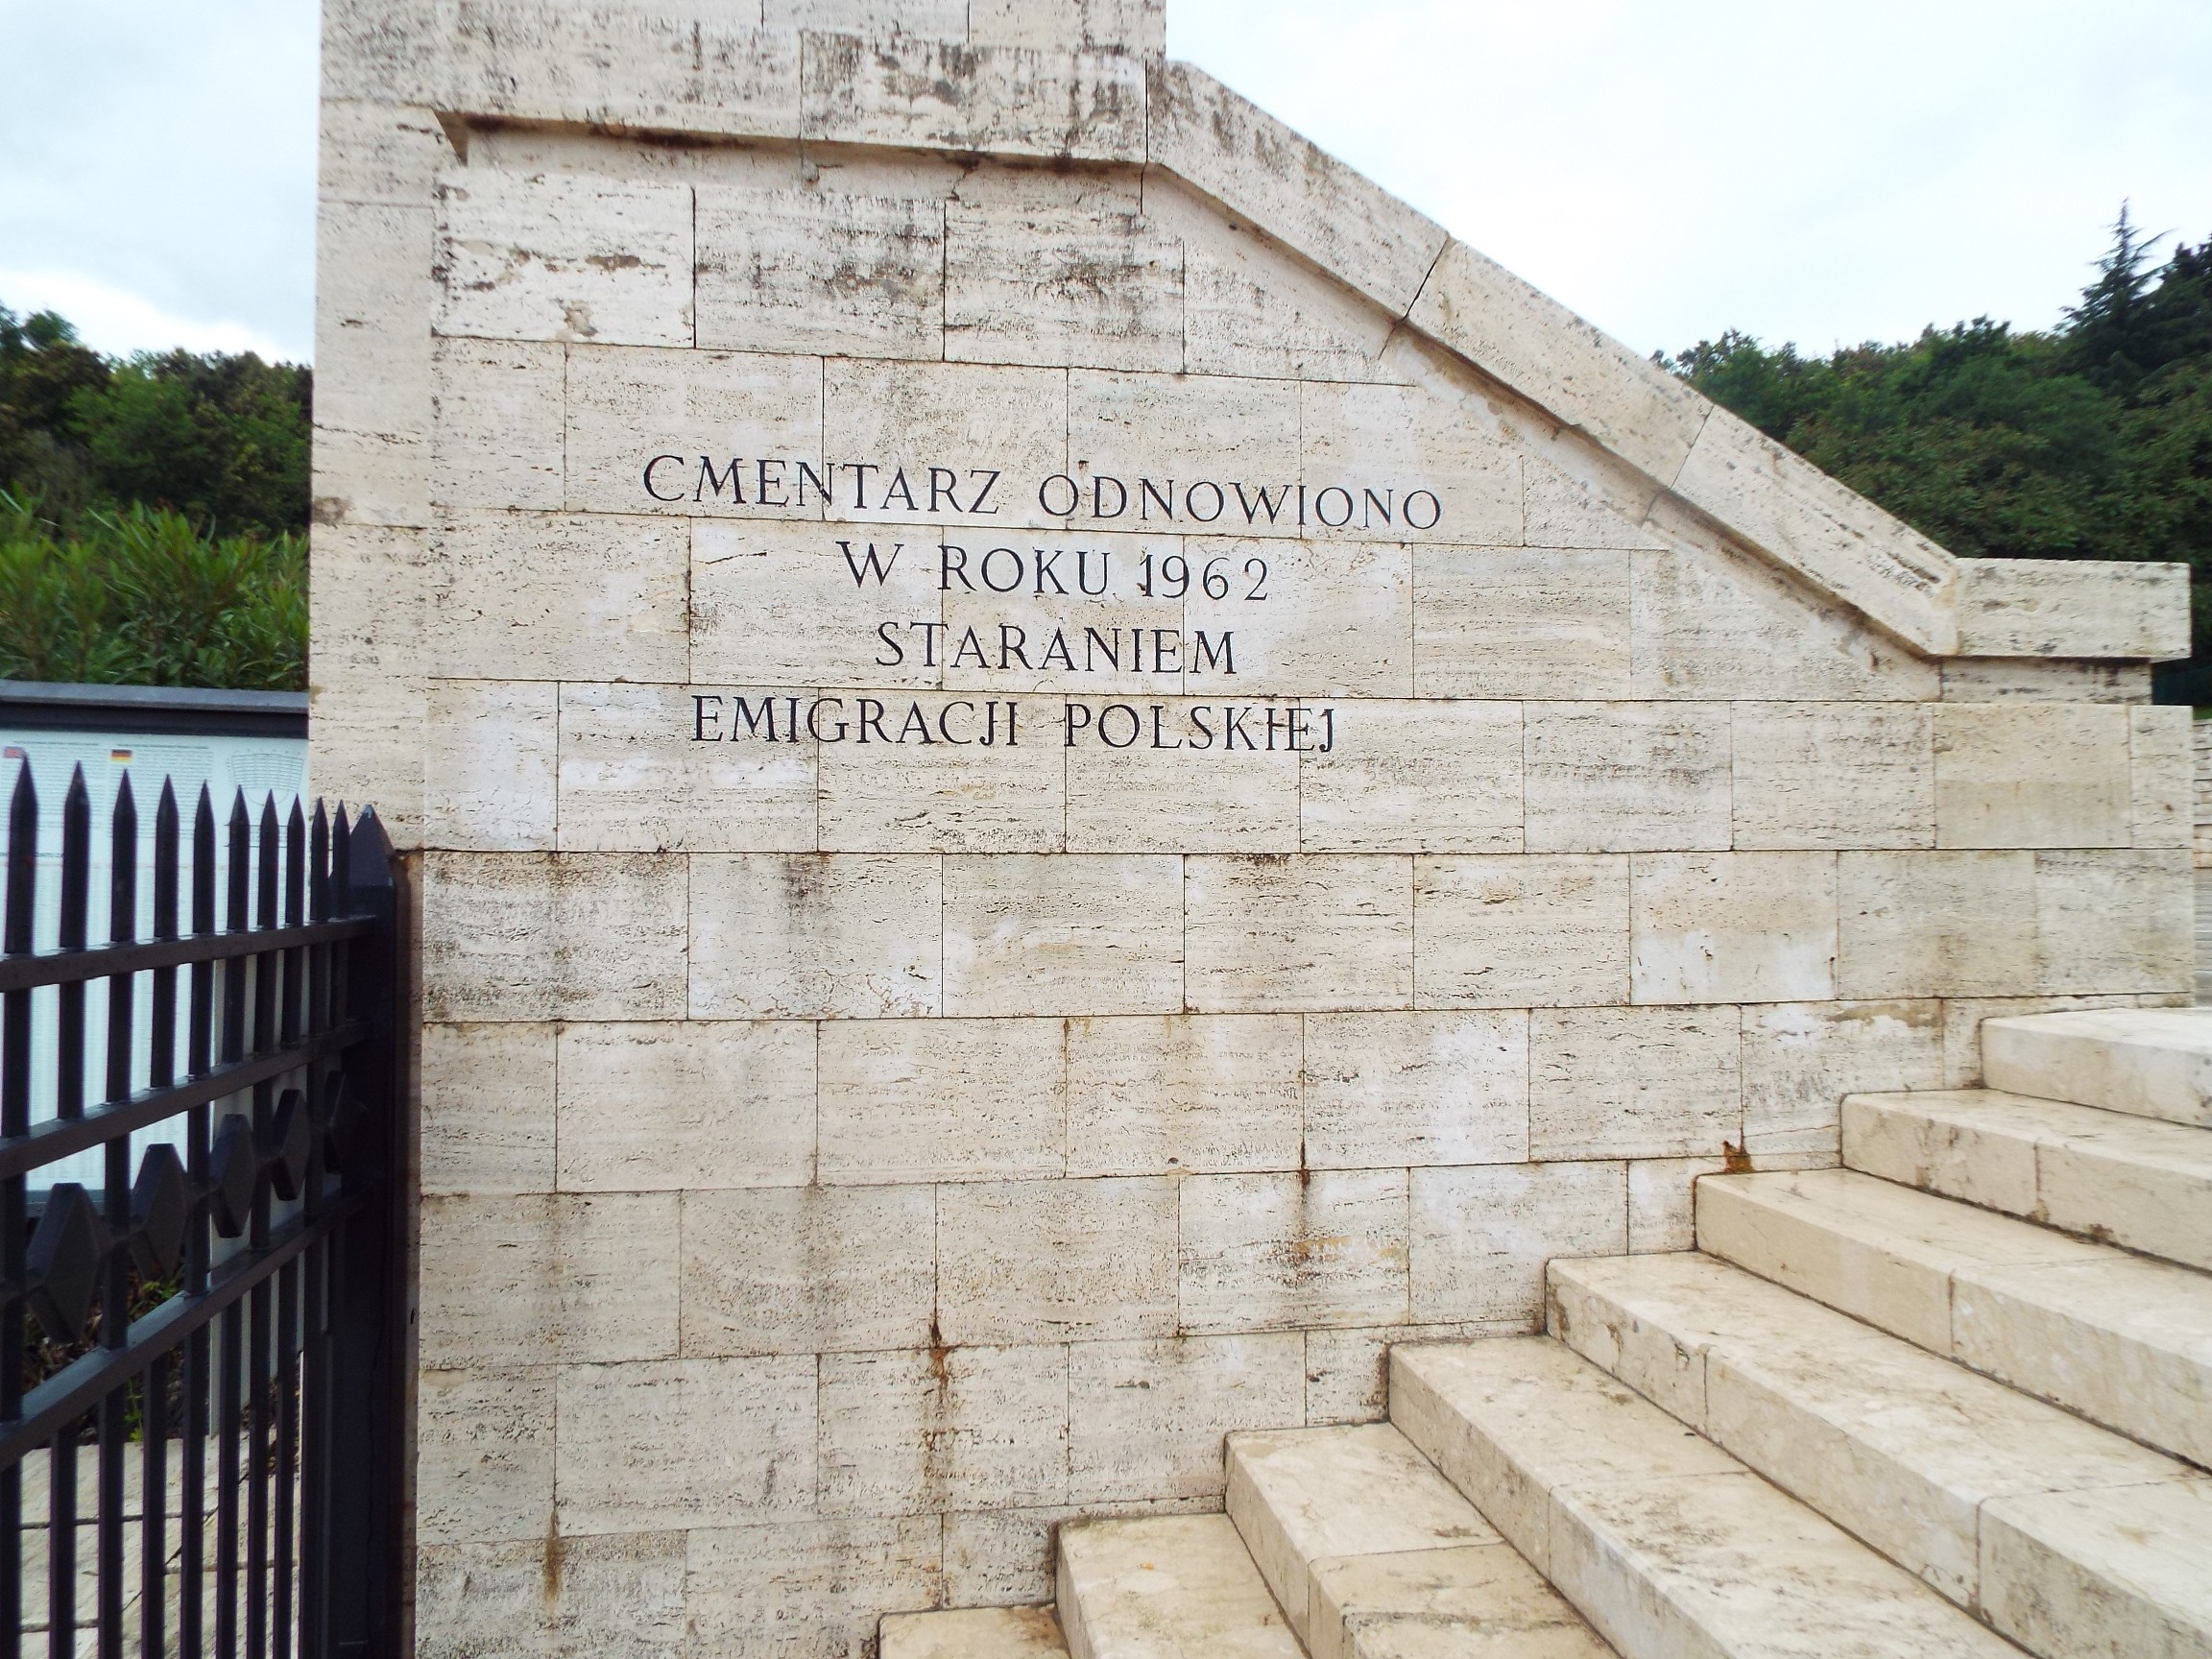 CMENTARZ ODNOWIONO
W ROKU 1962
STARANIEM
EMIGRACJI POLSKIEJ